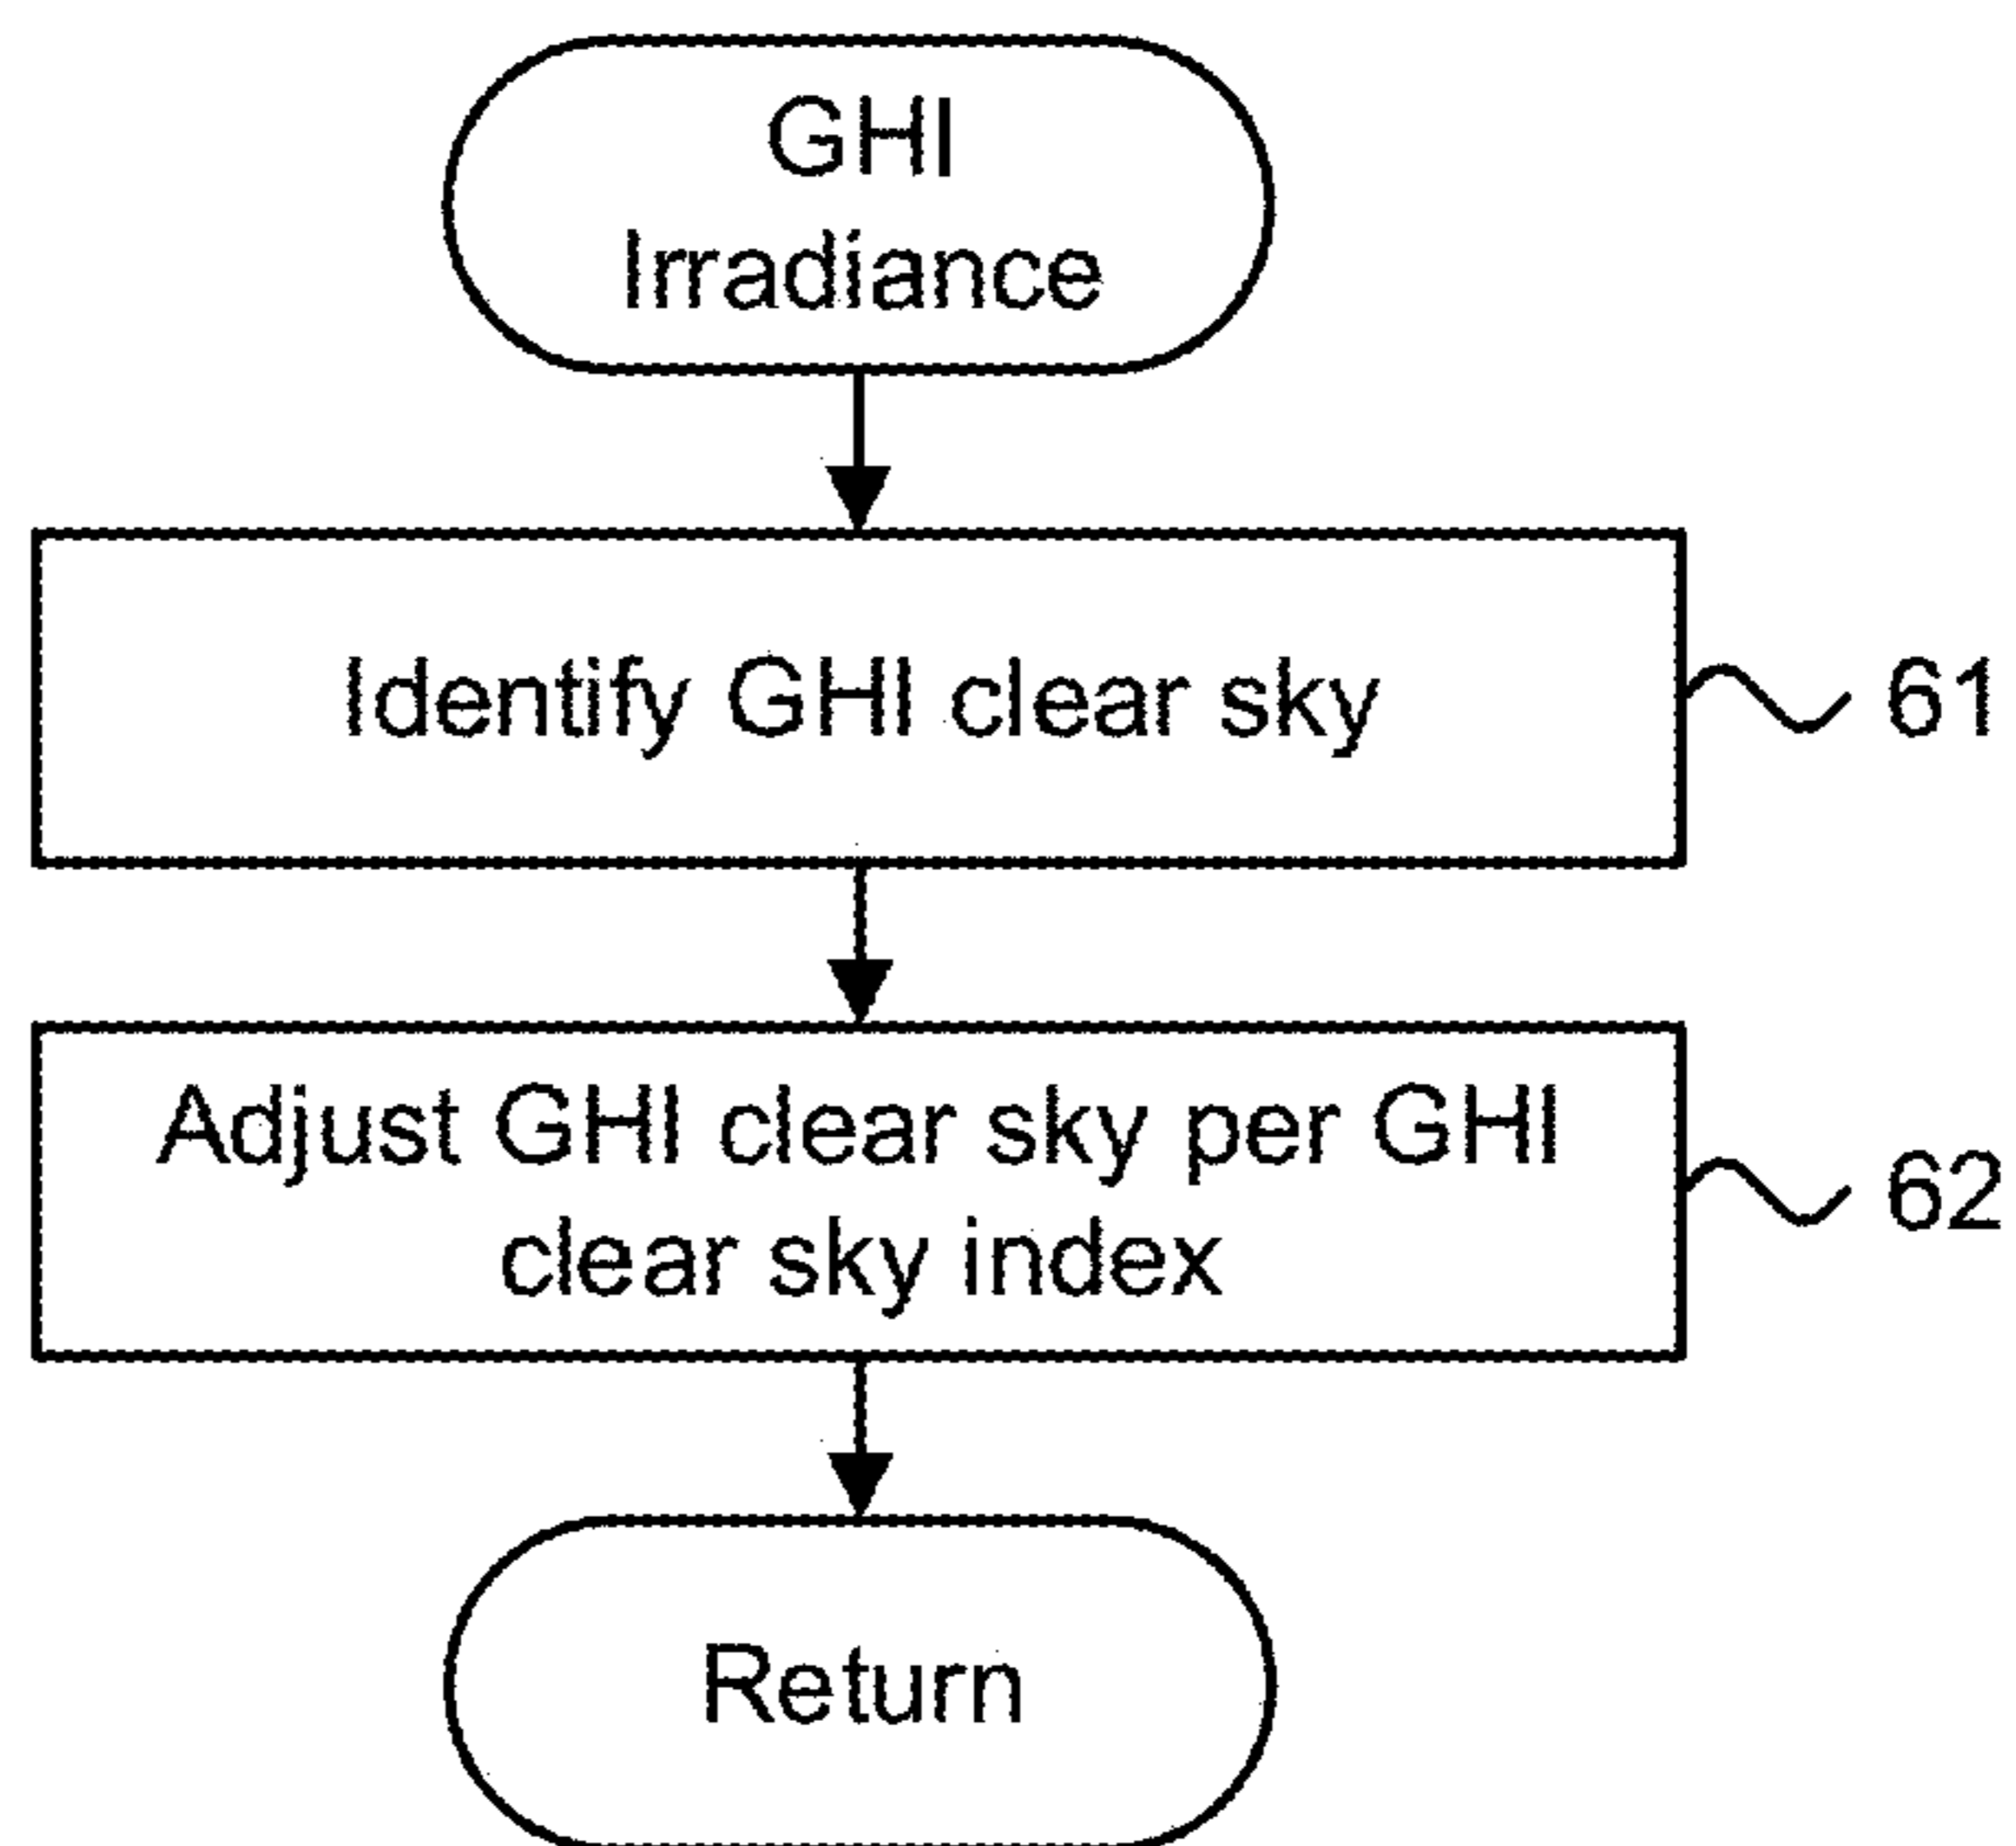 GHI
Irradiance
Identify GHI clear sky
61
Adjust GHI clear sky per GHI
clear sky index
62
Return